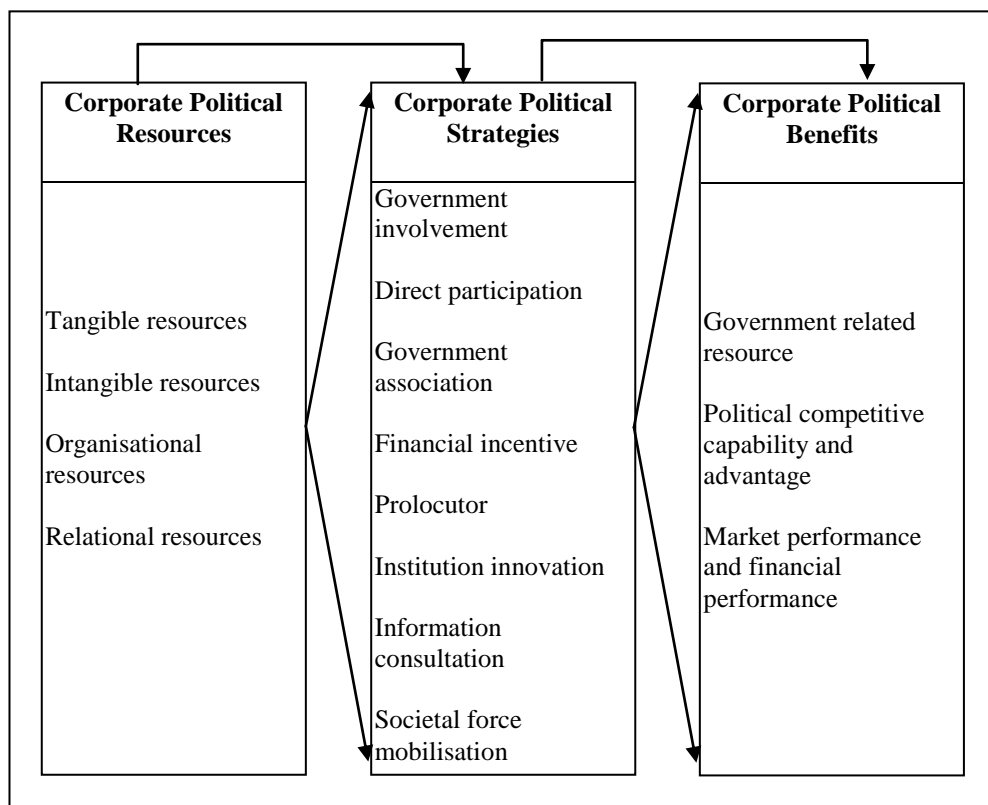 Corporate Political
Resources
Tangible resources
Intangible resources
Organisational
resources
Relational resources
Corporate Political
Strategies
Government
involvement
Direct participation
Government
association
Financial incentive
Prolocutor
Institution innovation
Information
consultation
Societal force
mobilisation
Corporate Political
Benefits
Government related
resource
Political competitive
capability and
advantage
Market performance
and financial
performance